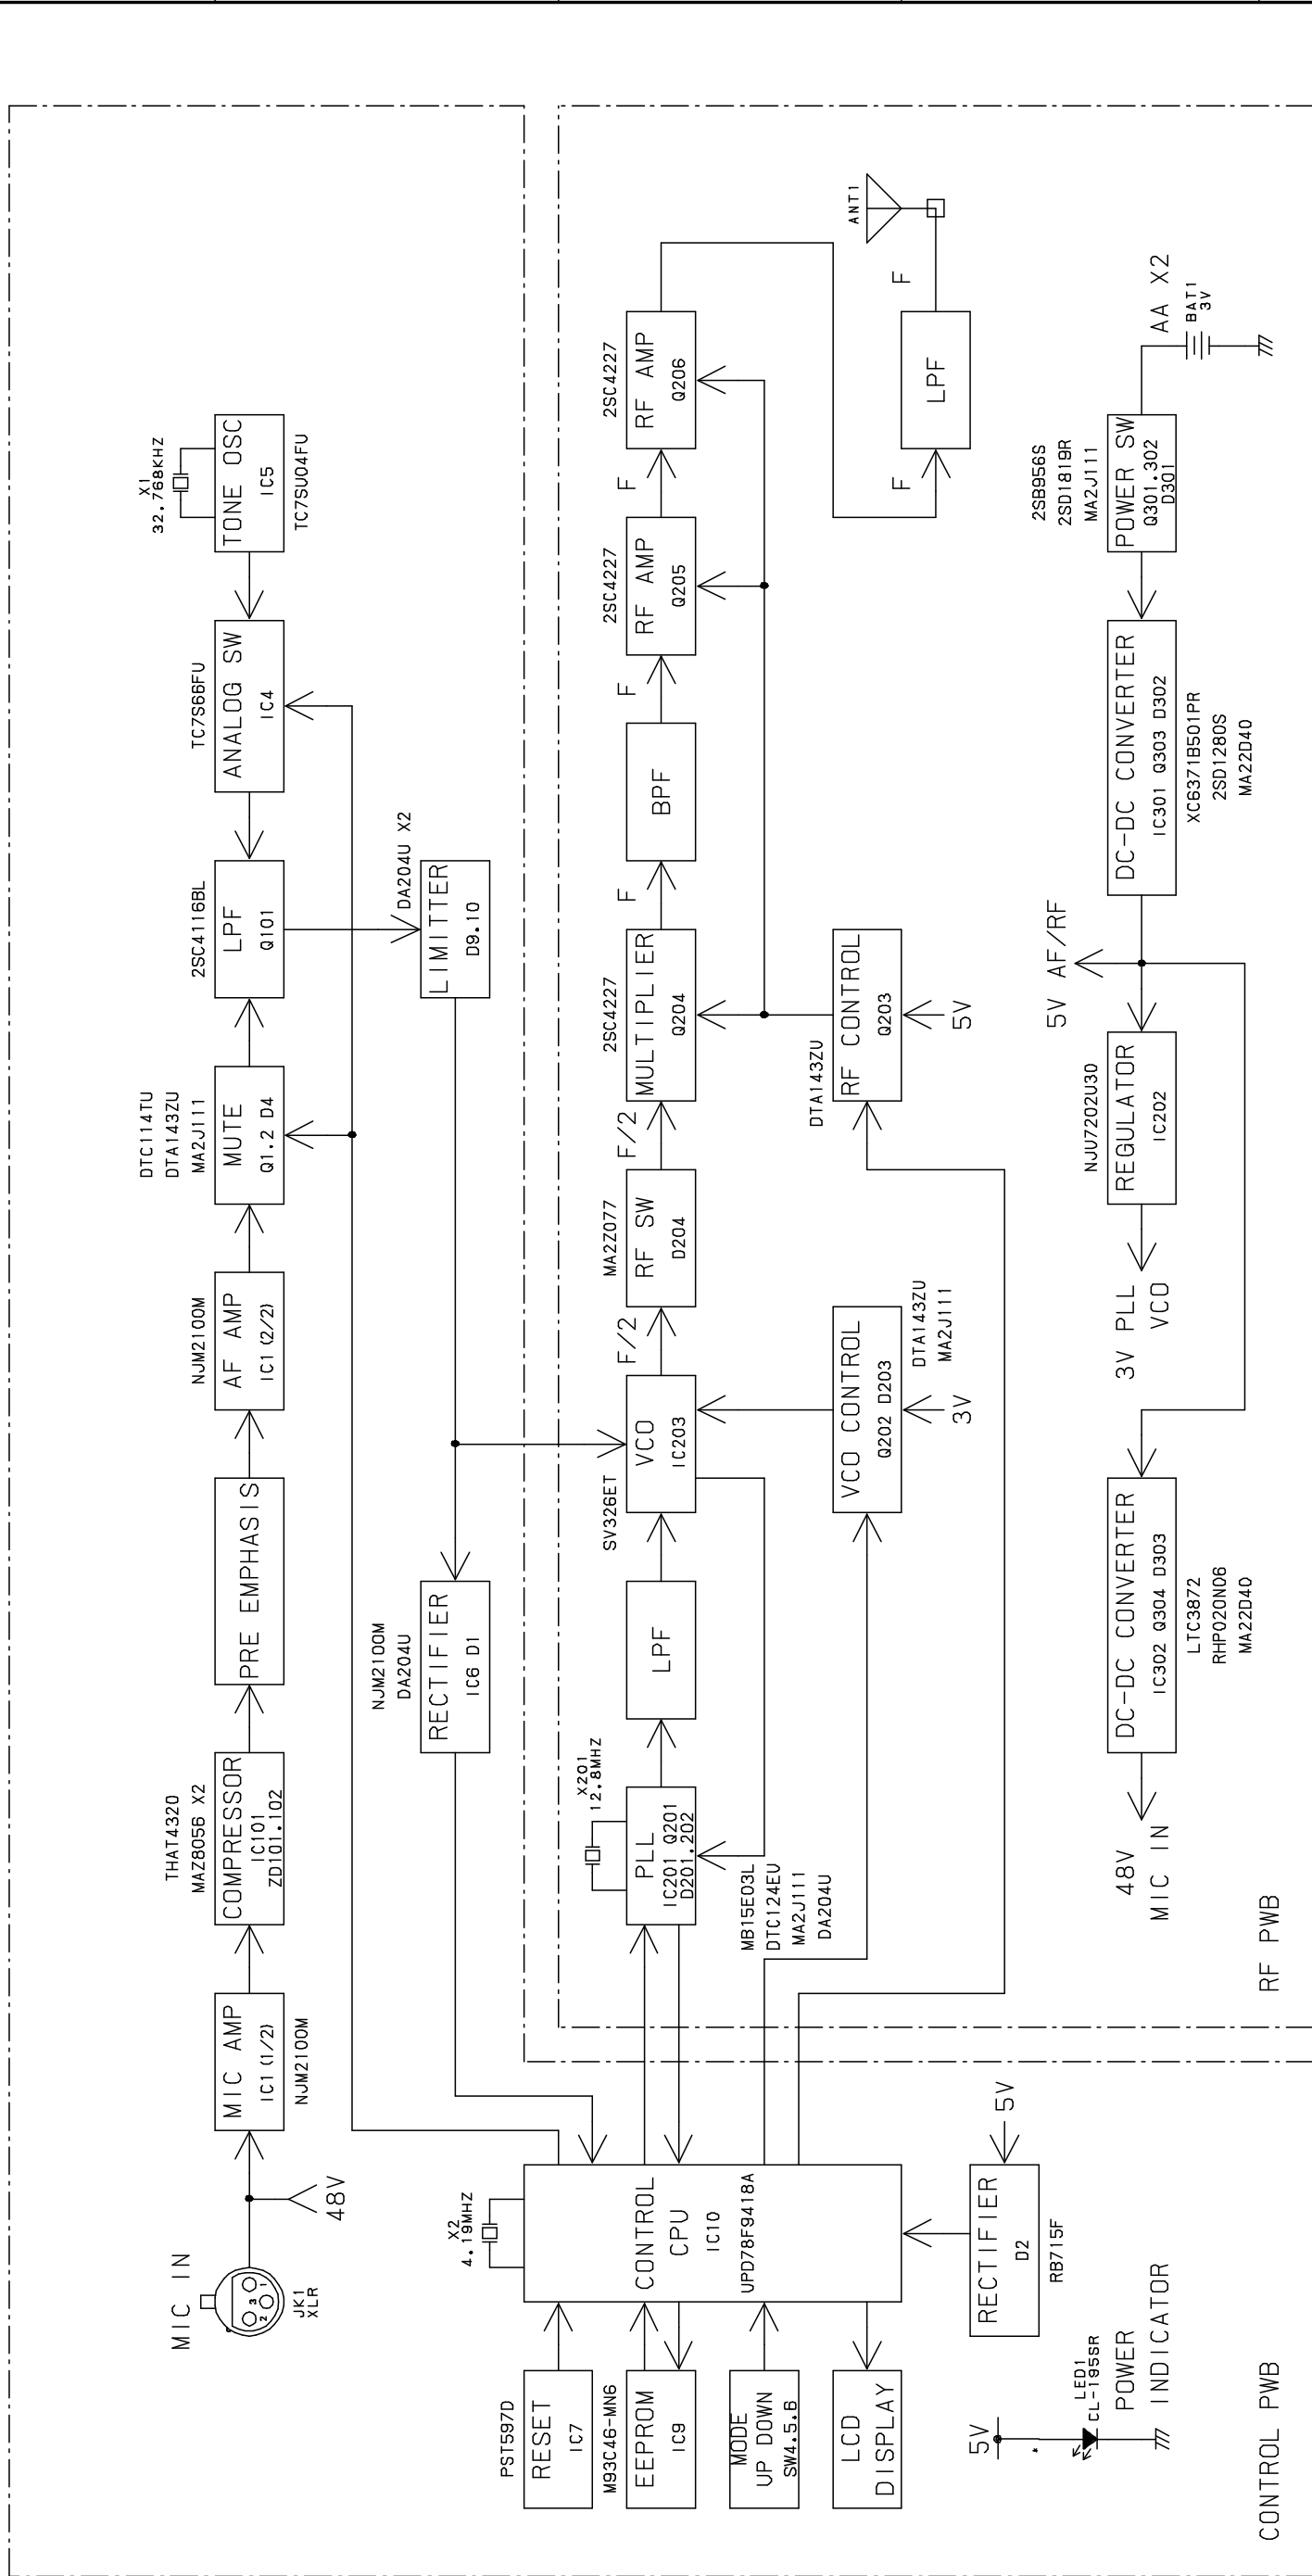 MIC IN
JK1
XLR
48V
MIC AMP
IC1(1/2)
NJM2100M
THAT4320
MAZ8056 X2
COMPRESSOR
IC101
ZD101.102
PRE EMPHASIS
NJM2100M
AF AMP
IC1(2/2)
DTC114TU
DTA143ZU
MA2J111
MUTE
Q1.2 D4
2SC4116BL
LPF
Q101
TC7S66FU
ANALOG SW
IC4
X1
32.768KHZ
TONE OSC
IC5
TC7SU04FU
DA204U X2
LIMITTER
D9.10
NJM2100M
DA204U
RECTIFIER
IC6 D1
X201
12.8MHZ
PLL
IC201 Q201
D201.202
MB15E03L
DTC124EU
MA2J111
DA204U
LPF
SV326ET
VCO
IC203
F/2
MA2Z077
RF SW
D204
F/2
2SC4227
MULTIPLIER
Q204
F
BPF
F
2SC4227
RF AMP
Q205
F
2SC4227
RF AMP
Q206
VCO CONTROL
Q202 D203
DTA143ZU
MA2J111
3V
DTA143ZU
RF CONTROL
Q203
5V
F
LPF
F
ANT1
PST597D
RESET
IC7
M93C46-MN6
EEPROM
IC9
MODE
UP DOWN
SW4.5.6
LCD
DISPLAY
X2
4.19MHZ
CONTROL
CPU
IC10
UPD78F9418A
RECTIFIER
D2
RB715F
5V
5V
*
LED1
CL-195SR
POWER
INDICATOR
48V
MIC IN
DC-DC CONVERTER
IC302 Q304 D303
LTC3872
RHP020N06
MA22D40
3V PLL
VCO
NJU7202U30
REGULATOR
IC202
5V AF/RF
DC-DC CONVERTER
IC301 Q303 D302
XC6371B501PR
2SD1280S
MA22D40
2SB956S
2SD1819R
MA2J111
POWER SW
Q301.302
D301
AA X2
BAT1
3V
CONTROL PWB
RF PWB
1
2
3